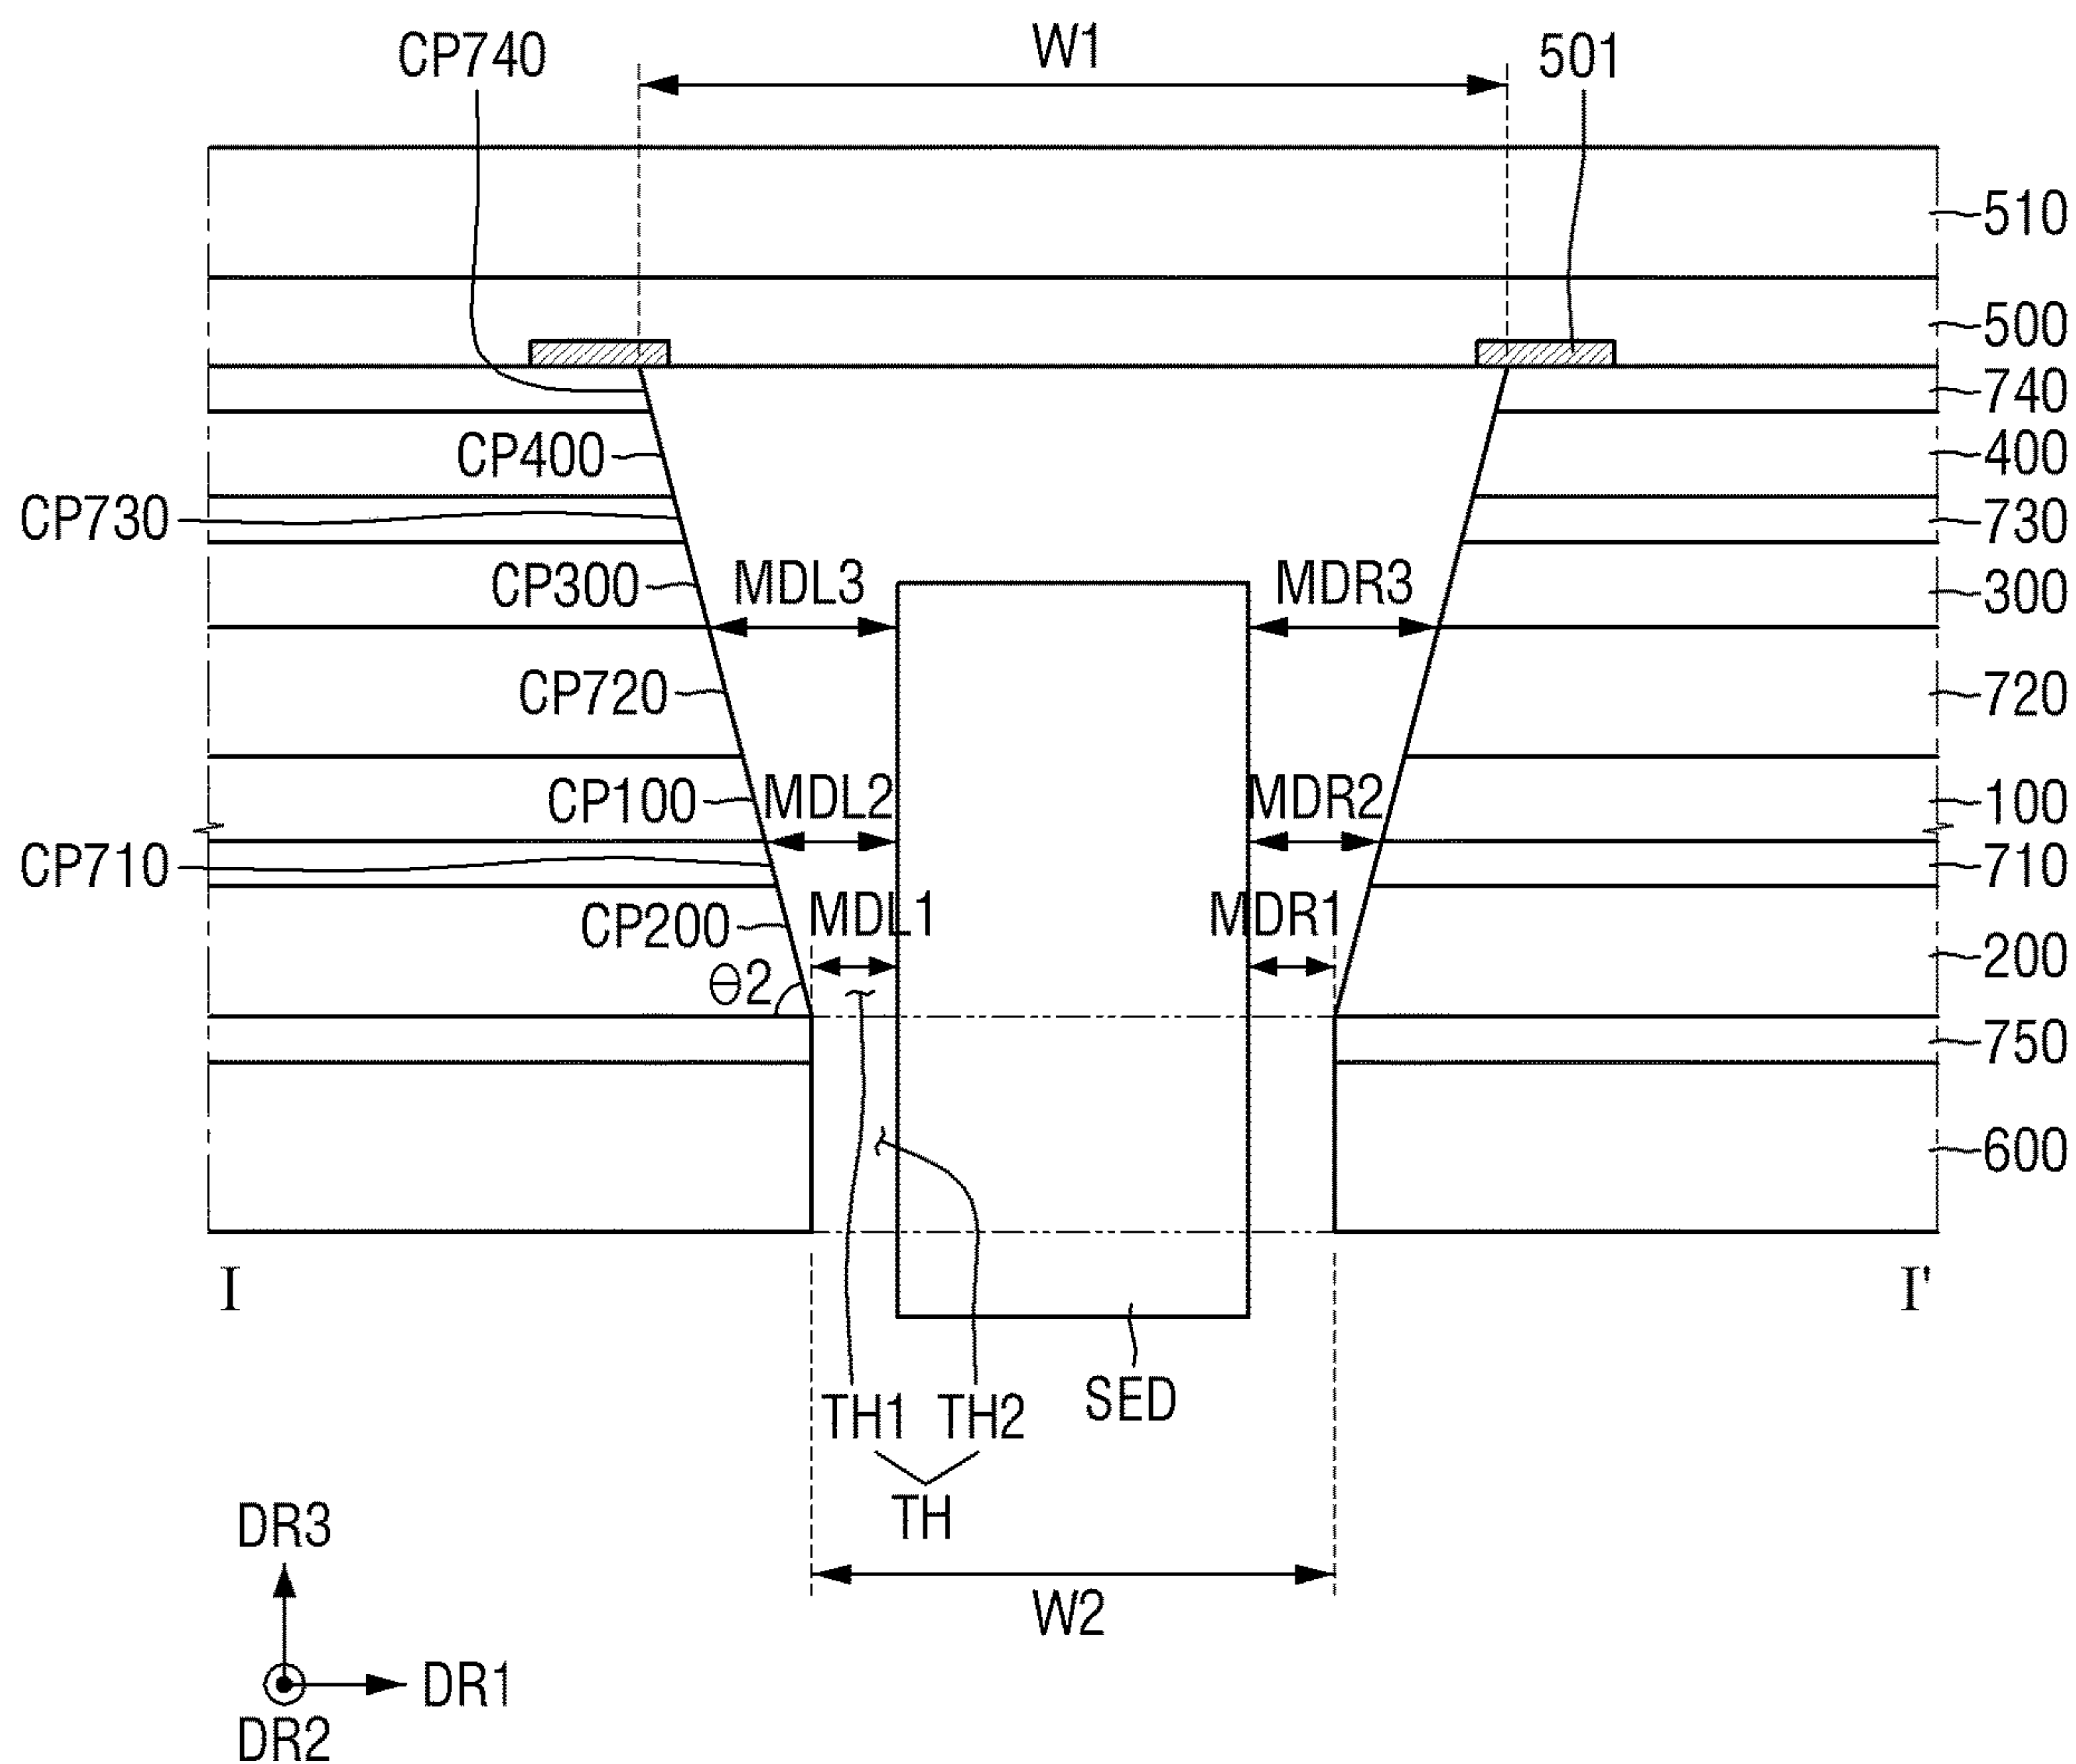 CP740
W1
501
510
500
740
CP400
400
CP730
730
CP300
MDL3
MDR3
300
CP720
720
CP100
MDL2
MDR2
100
CP710
710
CP200
MDL1
MDR1
200
Θ2
750
600
I
I'
TH1
TH2
SED
TH
DR3
W2
DR1
DR2